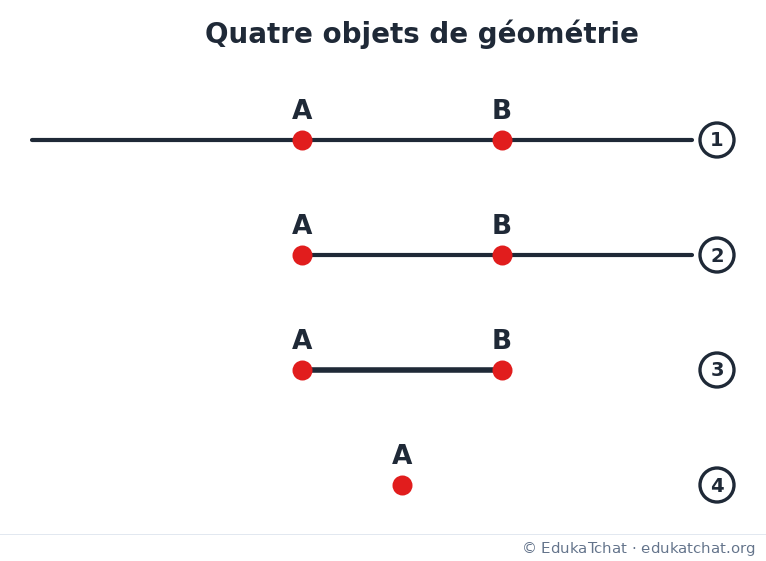 Quatre objets de géométrie
A B
1
A B
2
A B
3
A
4
© EdukaTchat · edukatchat.org